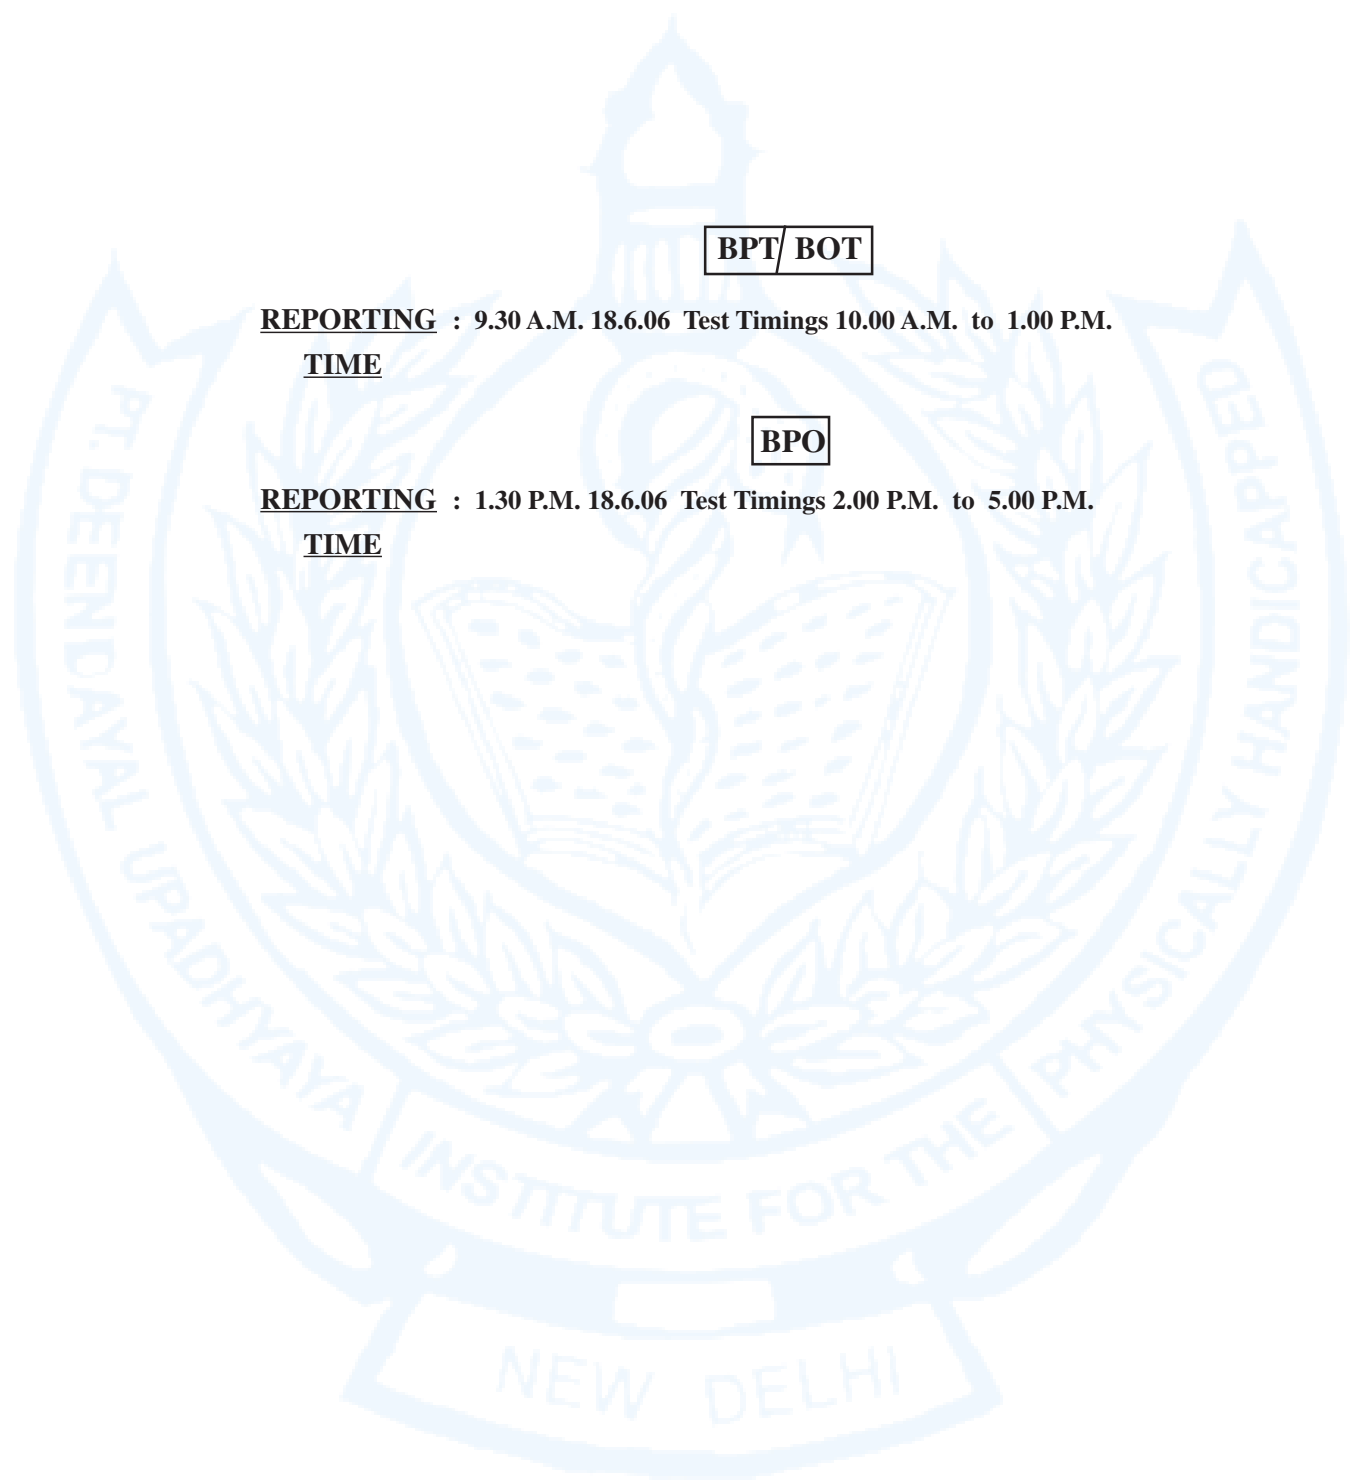 BPT/ BOT
REPORTING : 9.30 A.M. 18.6.06 Test Timings 10.00 A.M. to 1.00 P.M.
TIME
BPO
REPORTING : 1.30 P.M. 18.6.06 Test Timings 2.00 P.M. to 5.00 P.M.
TIME
PT. DEEN DAYAL UPADHYAYA INSTITUTE FOR THE PHYSICALLY HANDICAPPED
NEW DELHI